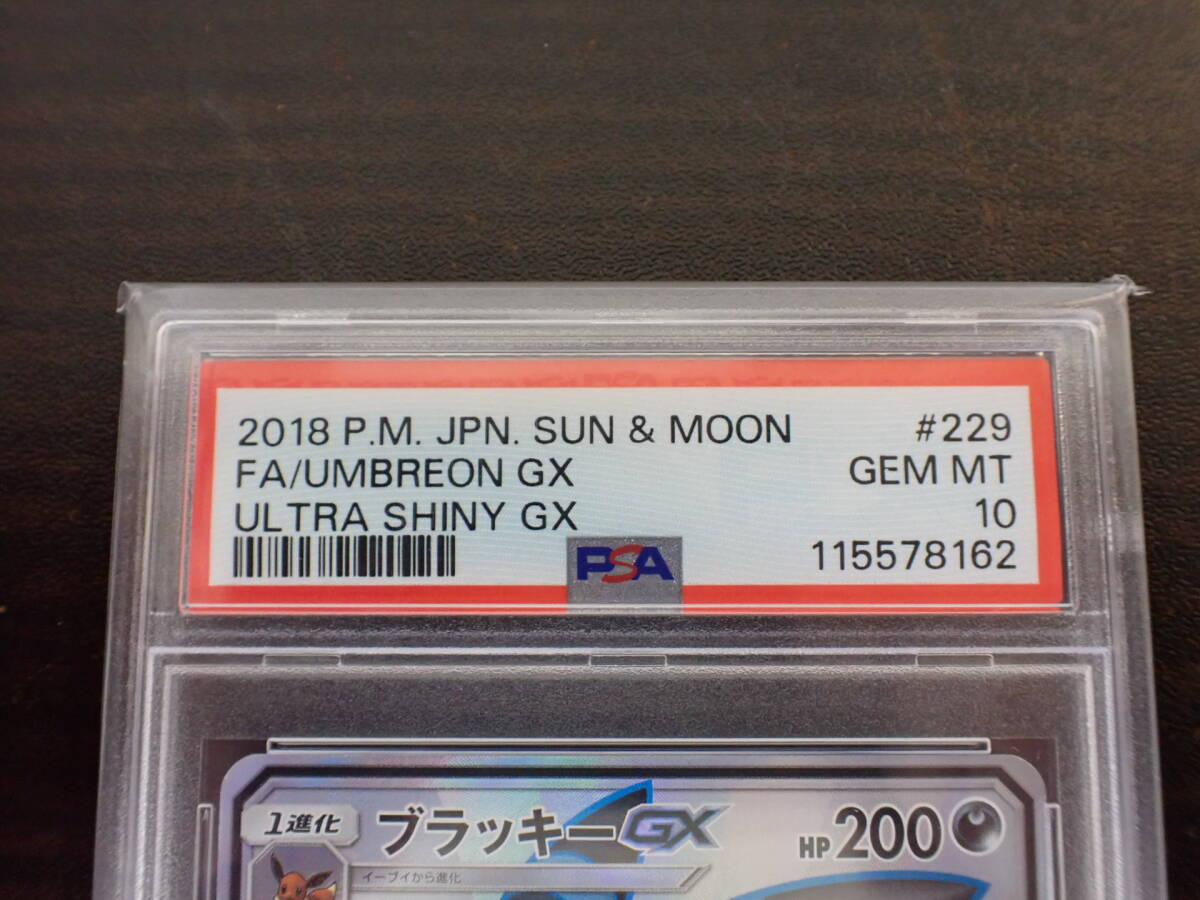 2018 P.M. JPN. SUN & MOON #229
FA/UMBREON GX GEM MT
ULTRA SHINY GX 10
PSA 115578162
1進化 ブラッキーGX HP200
イーブイから進化